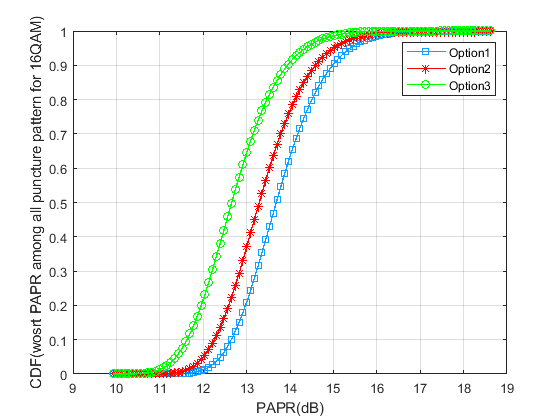 CDF(wosrt PAPR among all puncture pattern for 16QAM)
1
0.9
0.8
0.7
0.6
0.5
0.4
0.3
0.2
0.1
0
Option1
Option2
Option3
9 10 11 12 13 14 15 16 17 18 19
PAPR(dB)